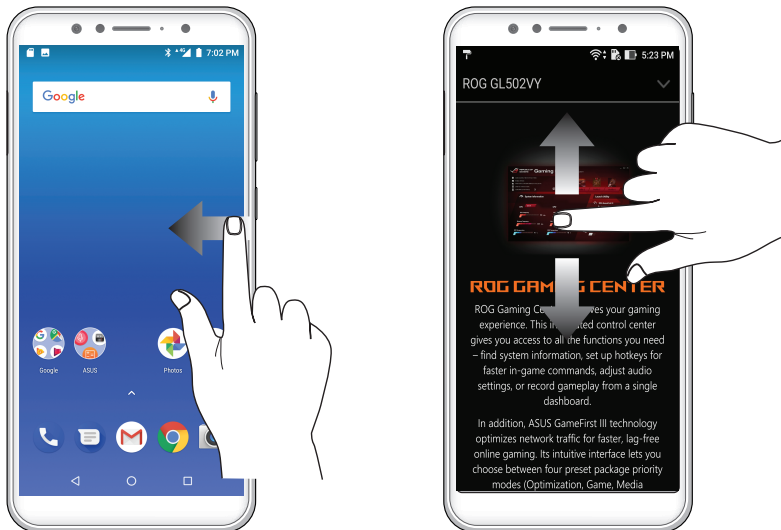 7:02 PM
Google
Google
ASUS
Photos
5:23 PM
ROG GL502VY
Gaming
ROG GAM G CENTER
ROG Gaming Ce ves your gaming
experience. This in ted control center
gives you access to all the functions you need
– find system information, set up hotkeys for
faster in-game commands, adjust audio
settings, or record gameplay from a single
dashboard.
In addition, ASUS GameFirst III technology
optimizes network traffic for faster, lag-free
online gaming. Its intuitive interface lets you
choose between four preset package priority
modes (Optimization, Game, Media